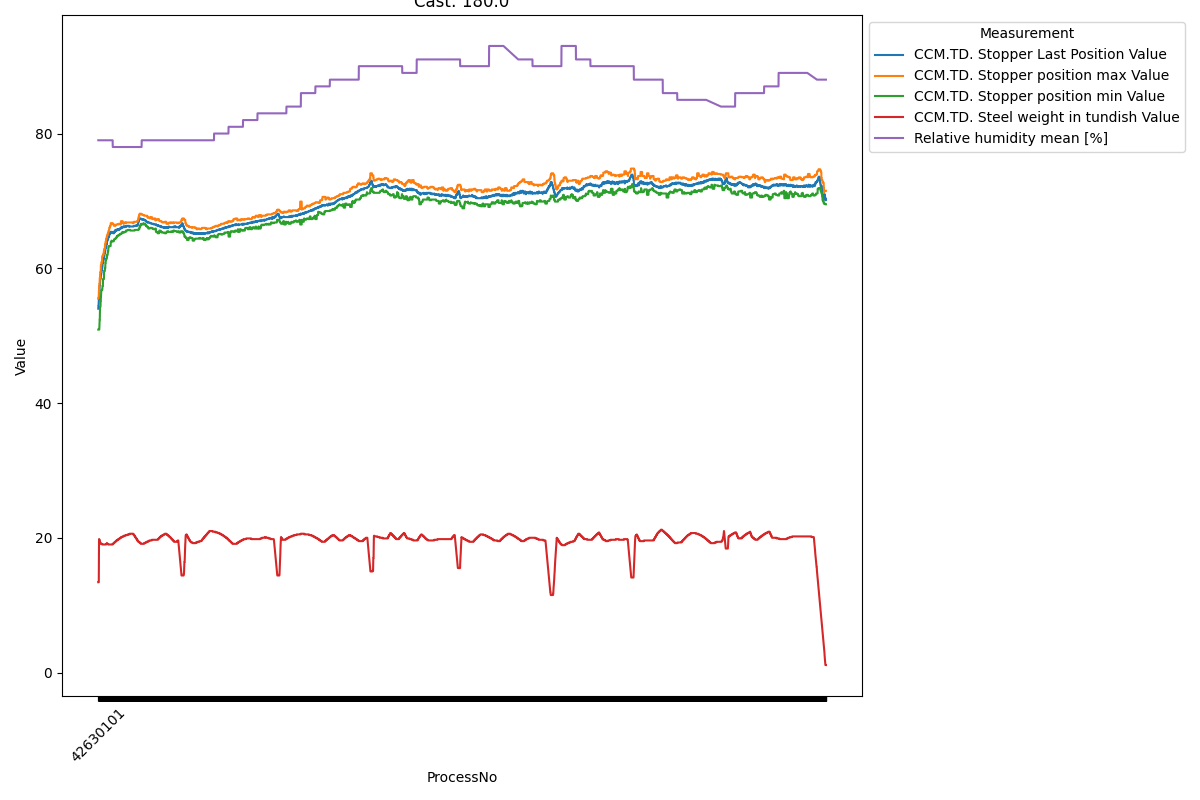 Cast: 180.0
Measurement
CCM.TD. Stopper Last Position Value
CCM.TD. Stopper position max Value
CCM.TD. Stopper position min Value
CCM.TD. Steel weight in tundish Value
Relative humidity mean [%]
80
60
40
20
0
Value
42630101
ProcessNo